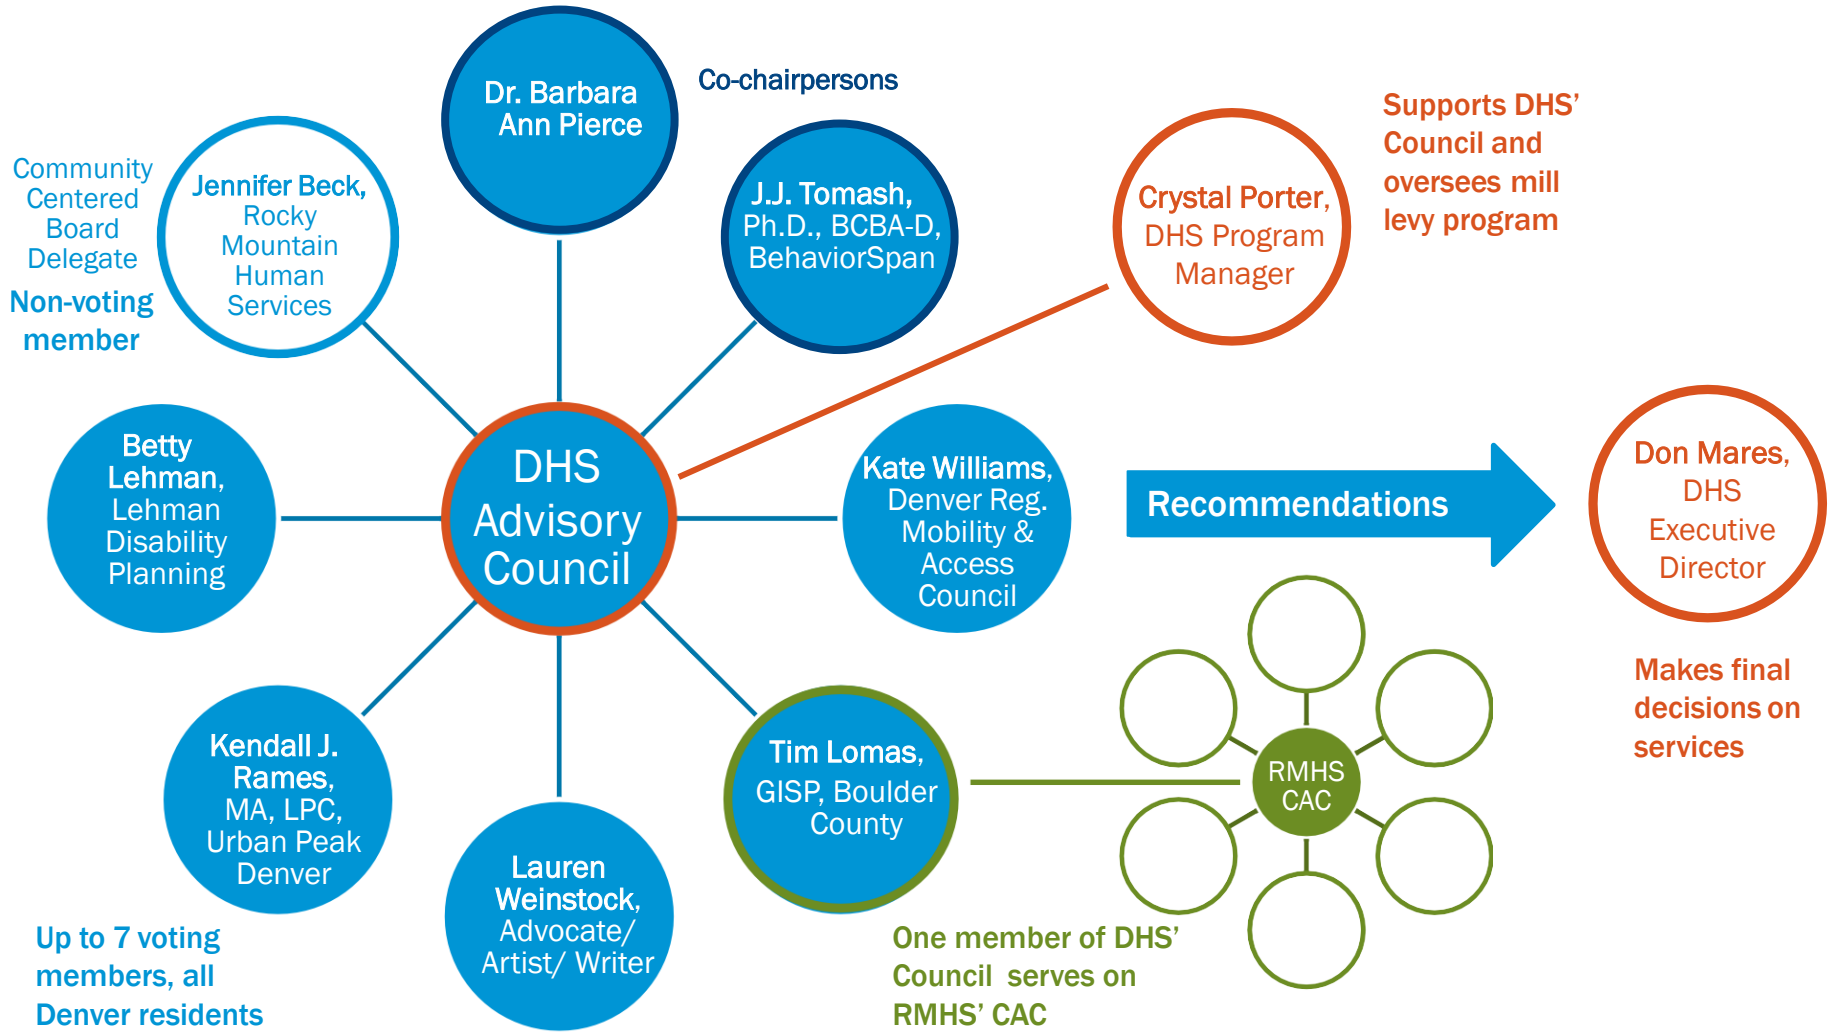 Dr. Barbara
Ann Pierce
Co-chairpersons
J.J. Tomash,
Ph.D., BCBA-D,
BehaviorSpan
Community
Centered
Board
Delegate
Non-voting
member
Jennifer Beck,
Rocky
Mountain
Human
Services
Crystal Porter,
DHS Program
Manager
Supports DHS’
Council and
oversees mill
levy program
Betty
Lehman,
Lehman
Disability
Planning
DHS
Advisory
Council
Kate Williams,
Denver Reg.
Mobility &
Access
Council
Recommendations
Don Mares,
DHS
Executive
Director
Makes final
decisions on
services
Kendall J.
Rames,
MA, LPC,
Urban Peak
Denver
Lauren
Weinstock,
Advocate/
Artist/ Writer
Tim Lomas,
GISP, Boulder
County
RMHS
CAC
Up to 7 voting
members, all
Denver residents
One member of DHS’
Council serves on
RMHS’ CAC